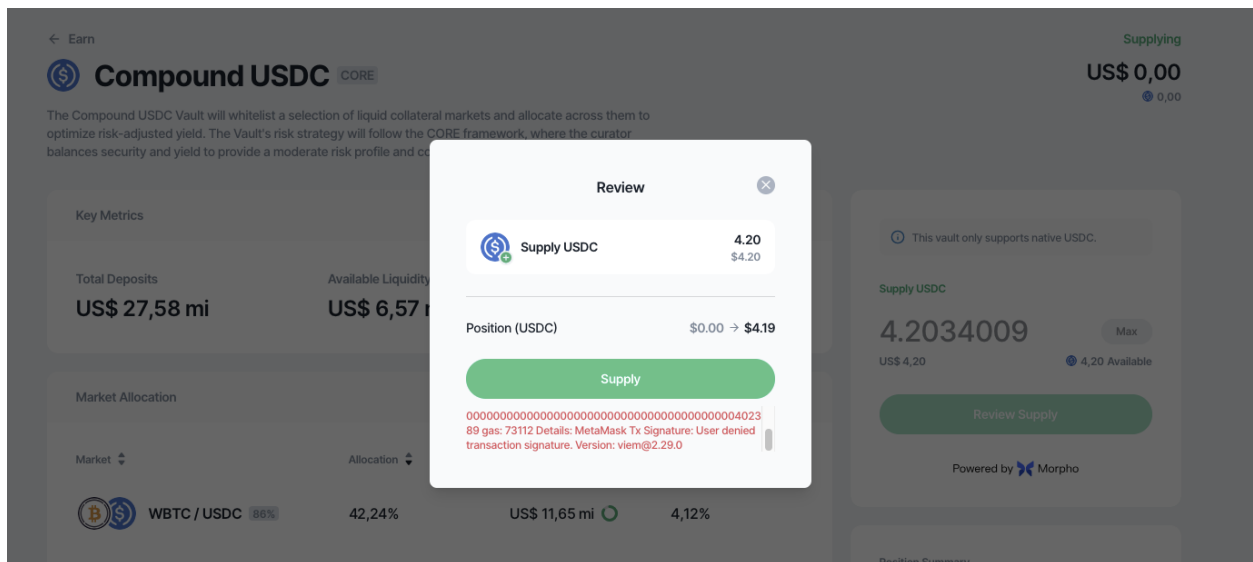 ← Earn
Supplying
Compound USDC CORE
US$ 0,00
0,00
The Compound USDC Vault will whitelist a selection of liquid collateral markets and allocate across them to
optimize risk-adjusted yield. The Vault's risk strategy will follow the CORE framework, where the curator
balances security and yield to provide a moderate risk profile and
Review
Supply USDC
4.20
$4.20
Position (USDC)
$0.00 → $4.19
Supply
0000000000000000000000000000000000000000004023
89 gas: 73112 Details: MetaMask Tx Signature: User denied
transaction signature. Version: viem@2.29.0
Key Metrics
Total Deposits
Available Liquidity
US$ 27,58 mi
US$ 6,57
Market Allocation
Market
Allocation
WBTC / USDC 86%
42,24%
US$ 11,65 mi
4,12%
This vault only supports native USDC.
Supply USDC
4.2034009
Max
US$ 4,20
4,20 Available
Review Supply
Powered by Morpho
Position Summary